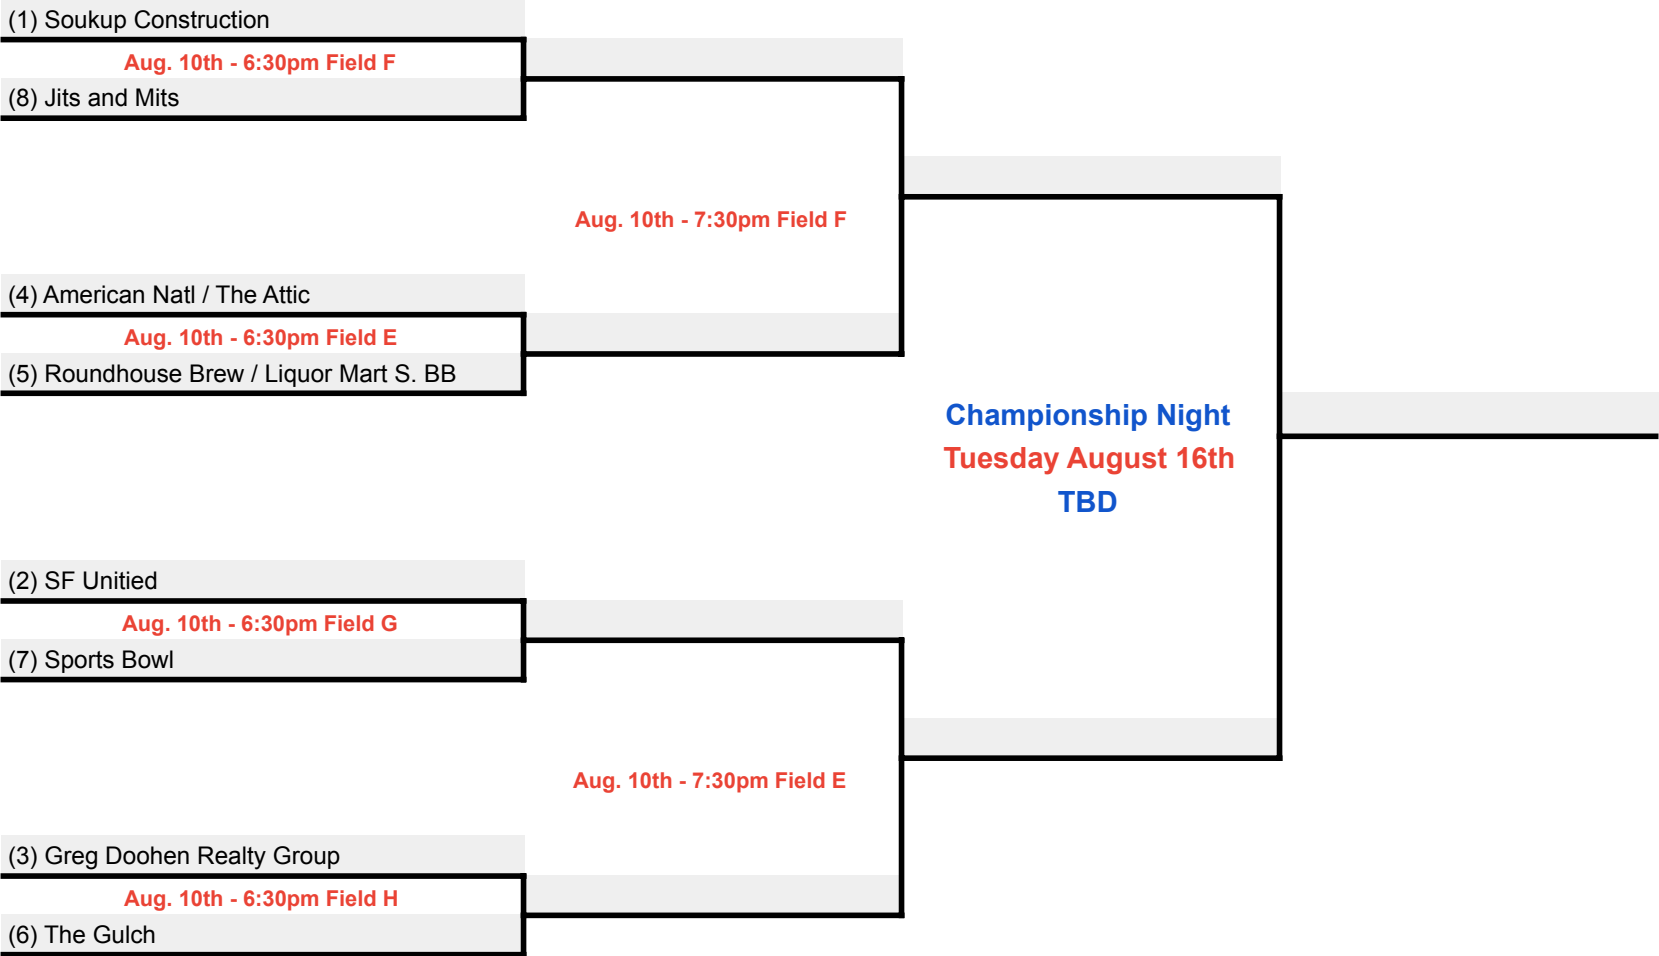 (1) Soukup Construction
Aug. 10th - 6:30pm Field F
(8) Jits and Mits
Aug. 10th - 7:30pm Field F
(4) American Natl / The Attic
Aug. 10th - 6:30pm Field E
(5) Roundhouse Brew / Liquor Mart S. BB
Championship Night
Tuesday August 16th
TBD
(2) SF Unitied
Aug. 10th - 6:30pm Field G
(7) Sports Bowl
Aug. 10th - 7:30pm Field E
(3) Greg Doohen Realty Group
Aug. 10th - 6:30pm Field H
(6) The Gulch